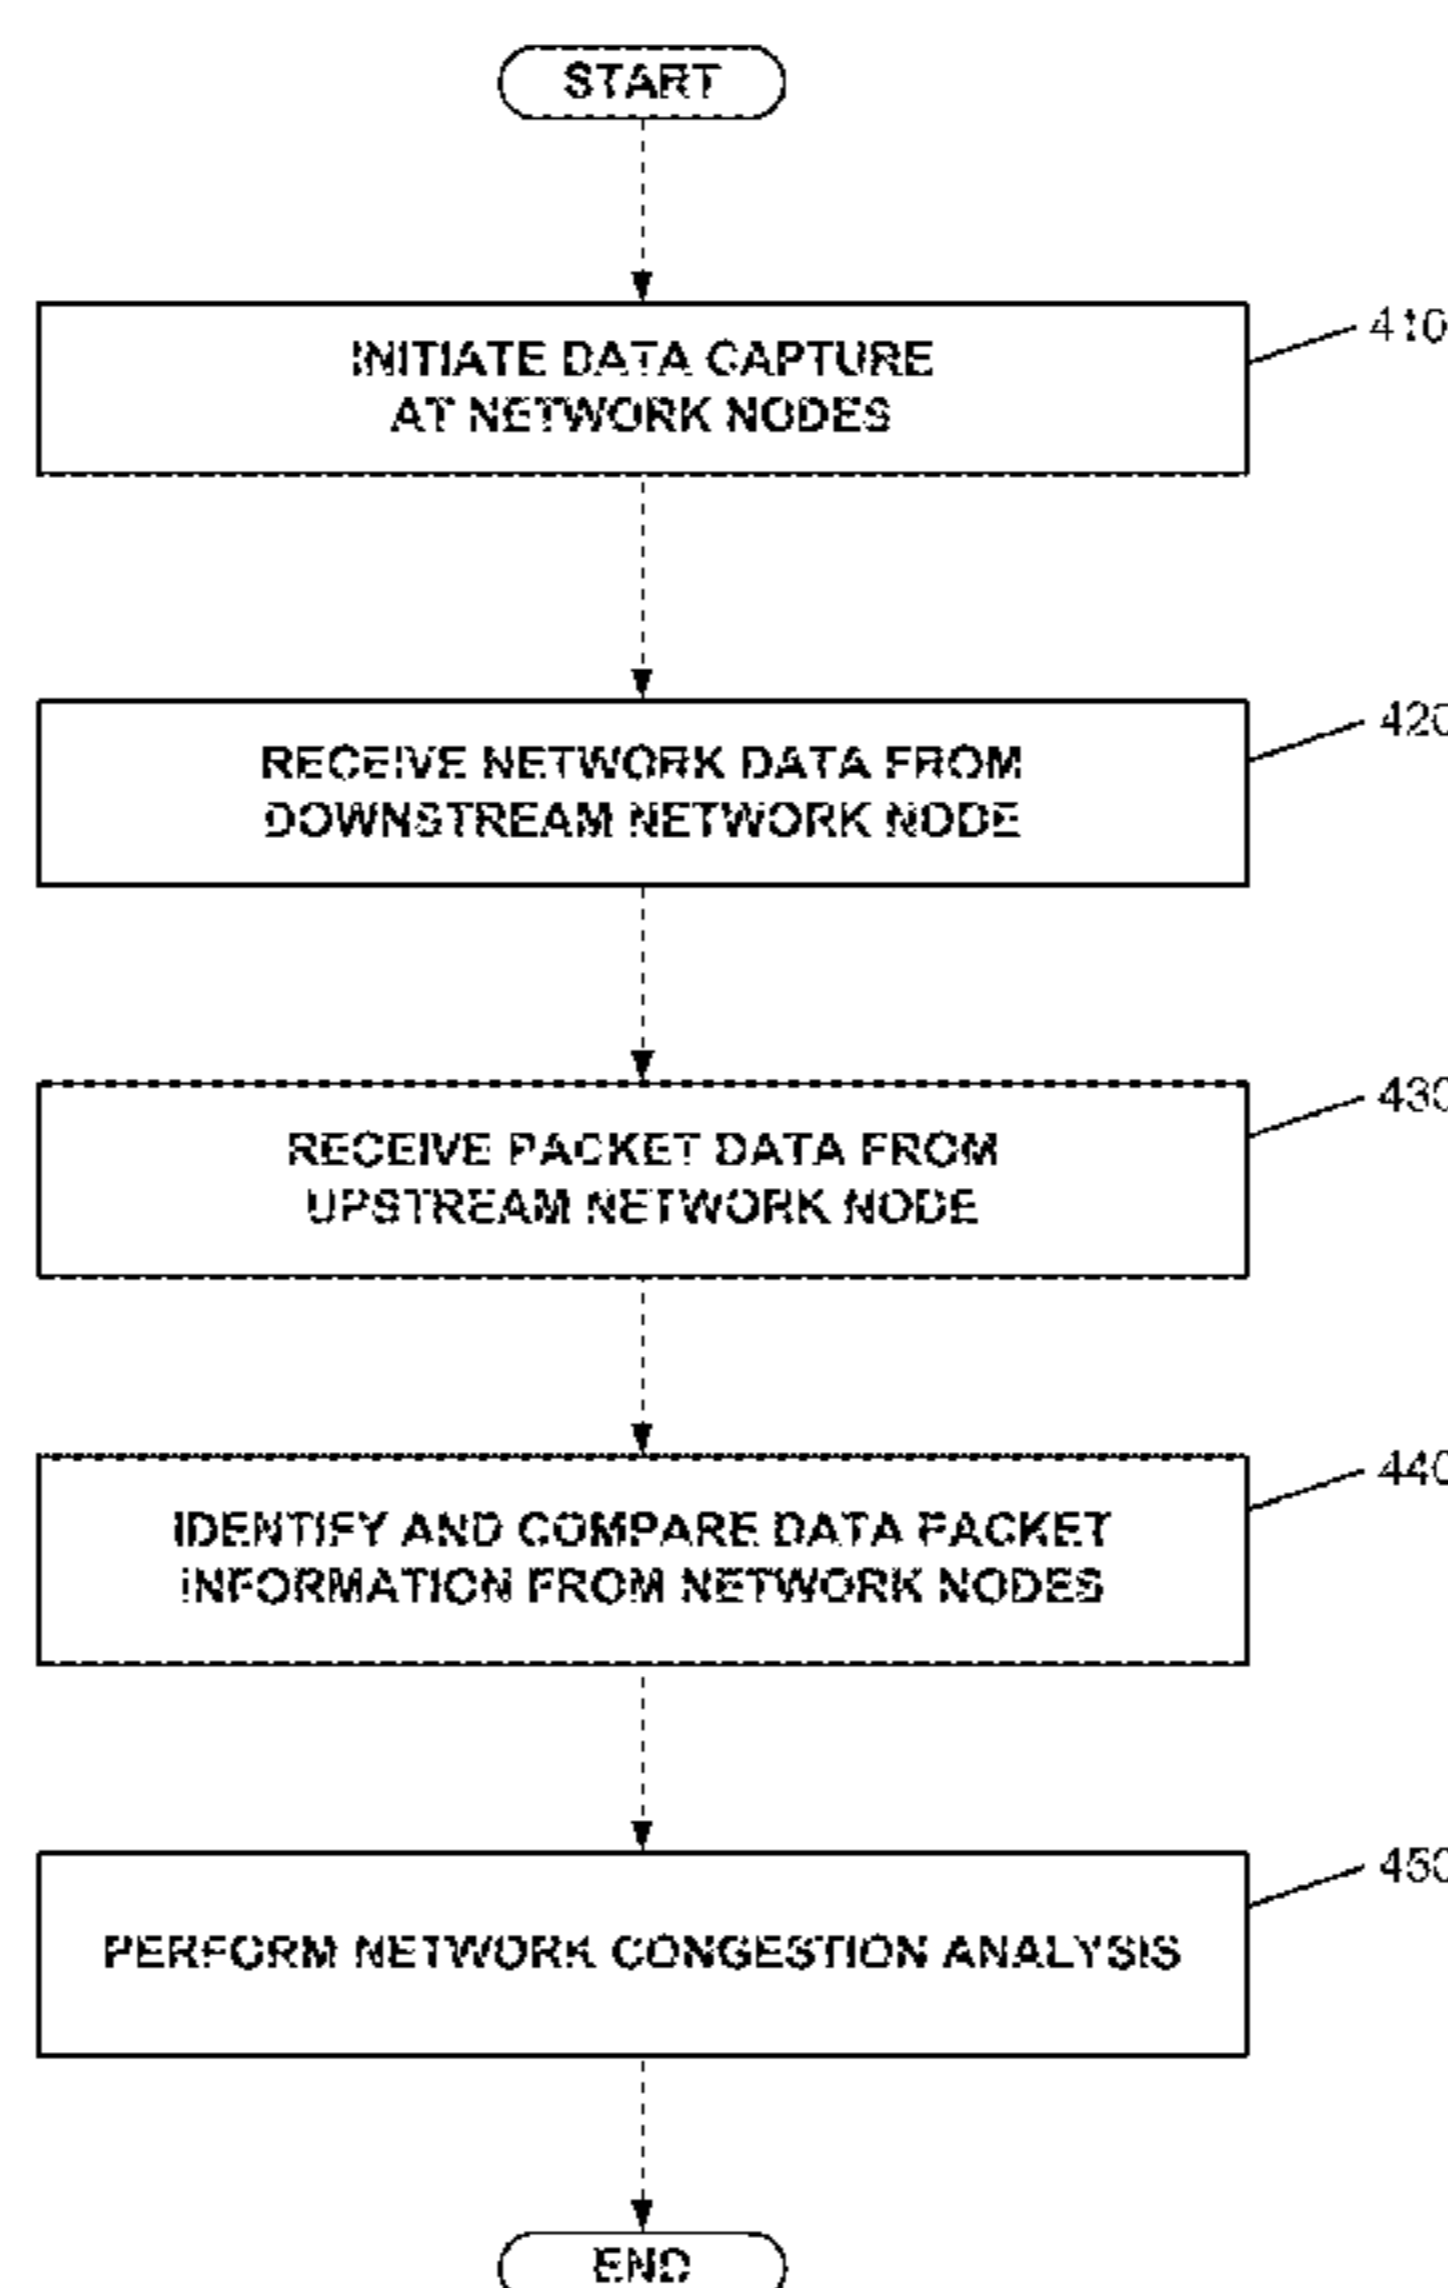 START
INITIATE DATA CAPTURE
AT NETWORK NODES
410
RECEIVE NETWORK DATA FROM
DOWNSTREAM NETWORK NODE
420
RECEIVE PACKET DATA FROM
UPSTREAM NETWORK NODE
430
IDENTIFY AND COMPARE DATA PACKET
INFORMATION FROM NETWORK NODES
440
PERFORM NETWORK CONGESTION ANALYSIS
450
END